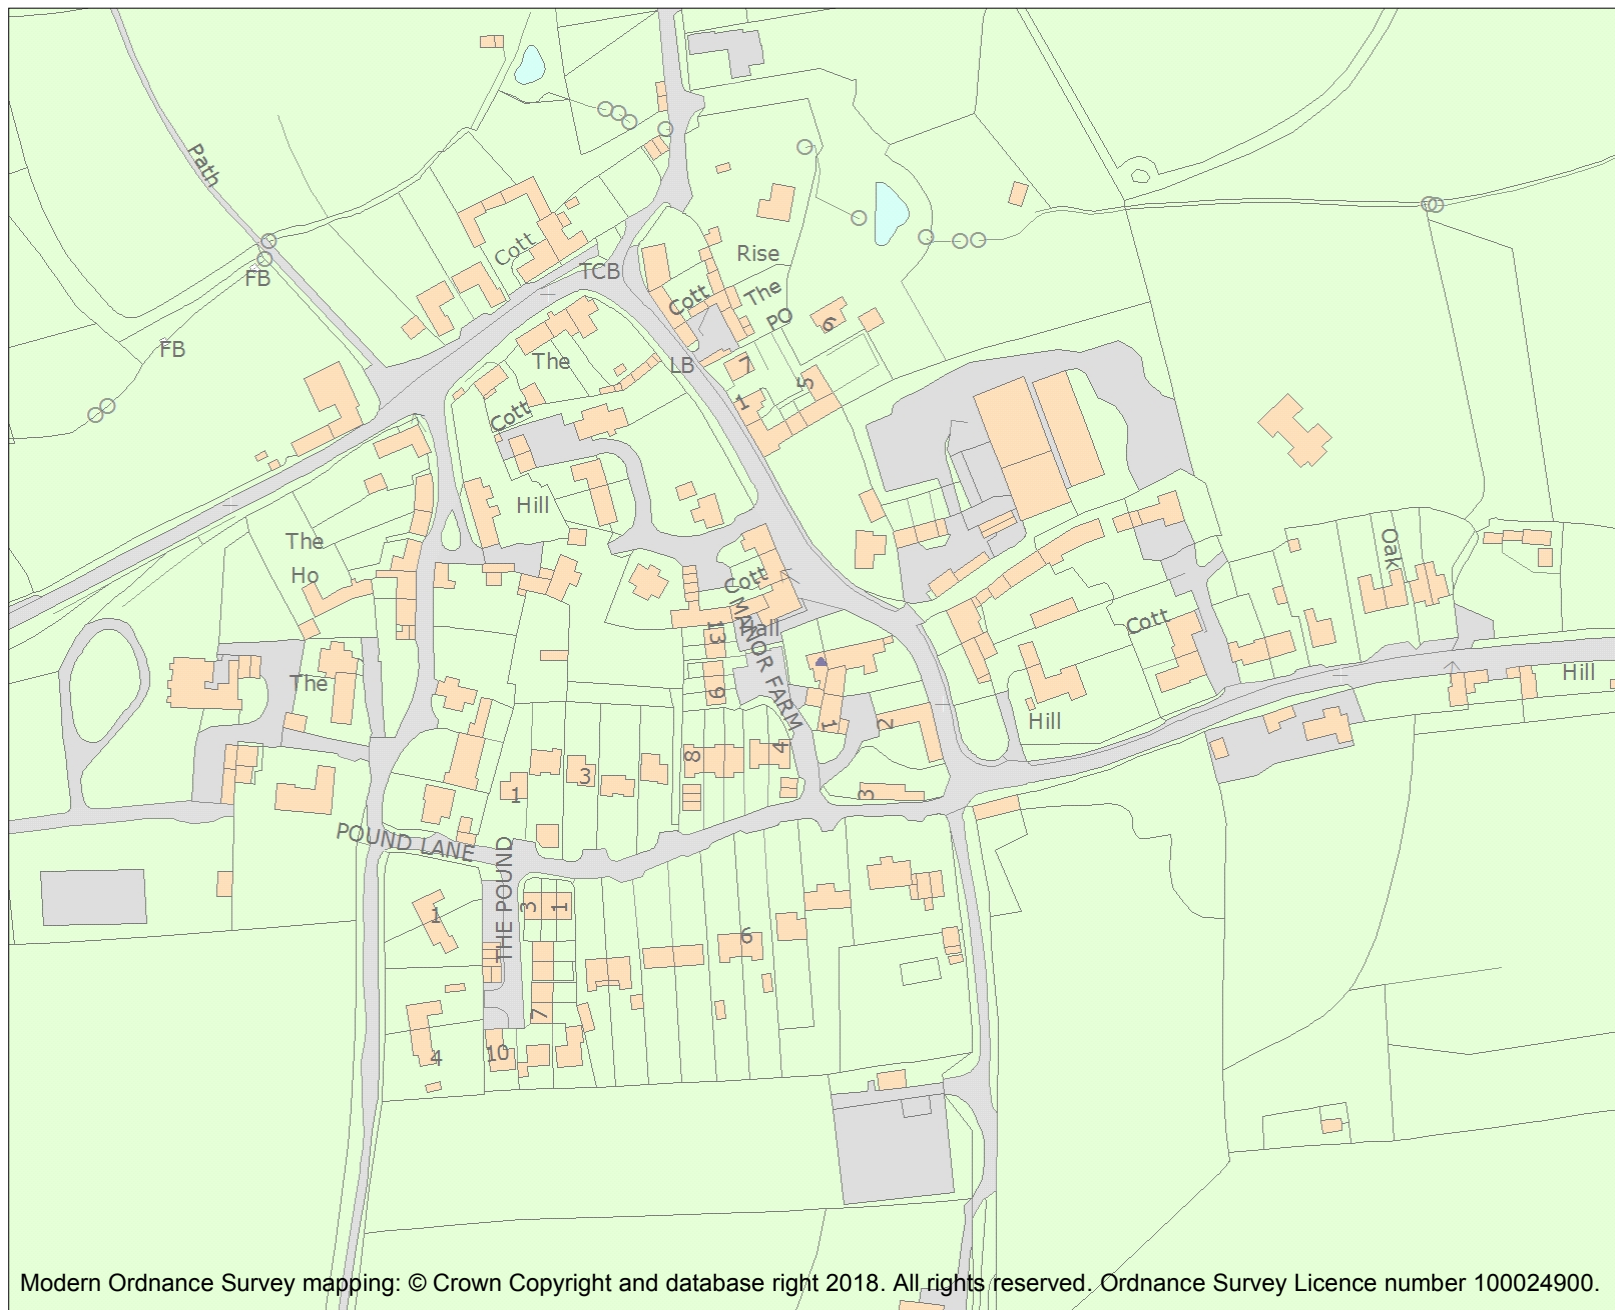 Path
Cott
TCB
FB
FB
Rise
The
Cott
PO
6
The
LB
7
5
1
Cott
Hill
The
Ho
Oak
Cott
MANOR FARM
Hall
13
9
Cott
The
Hill
Hill
1
2
8
4
3
1
3
POUND LANE
THE POUND
1
3
1
6
7
10
4
Modern Ordnance Survey mapping: © Crown Copyright and database right 2018. All rights reserved. Ordnance Survey Licence number 100024900.